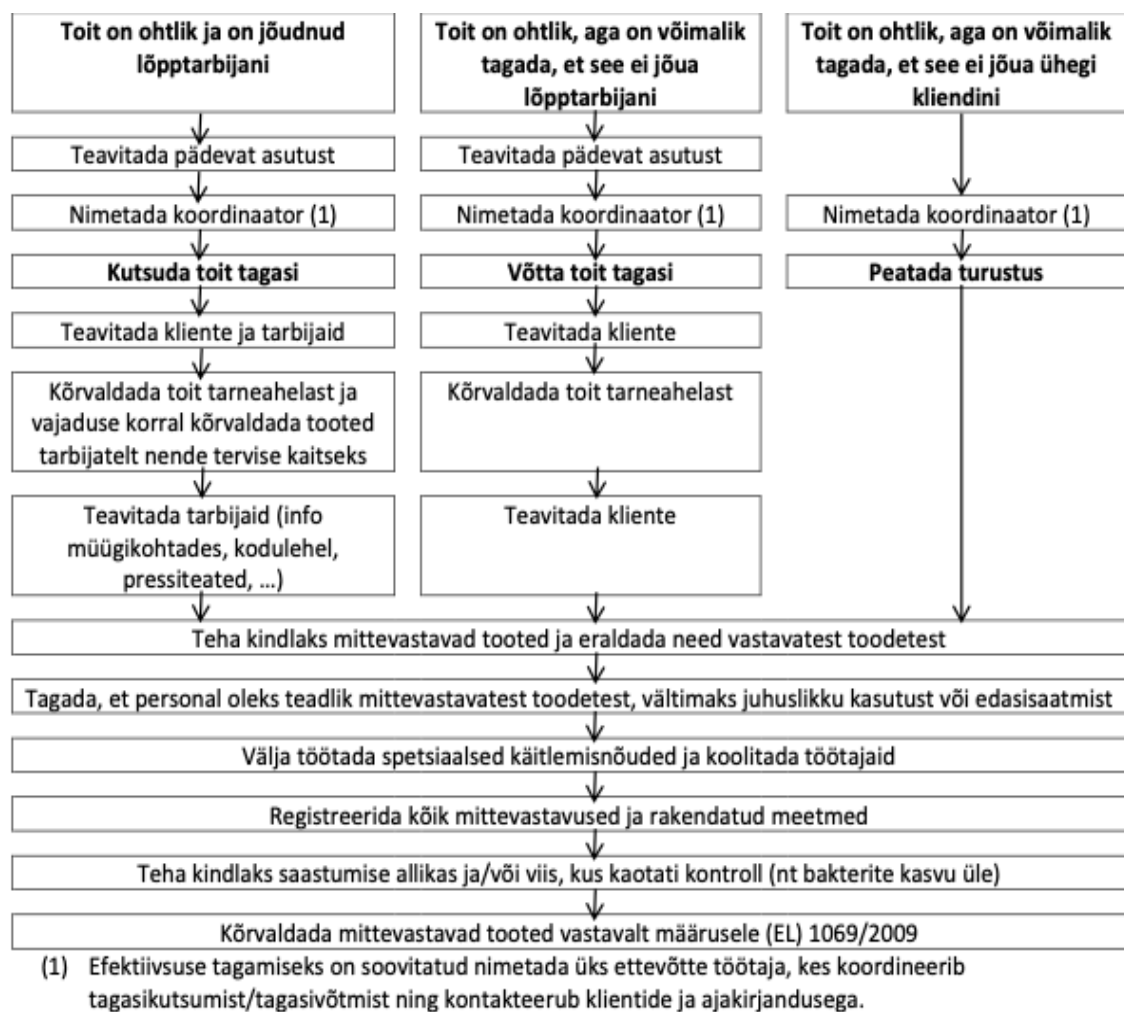 Toit on ohtlik ja on jõudnud
lõpptarbijani
Toit on ohtlik, aga on võimalik
tagada, et see ei jõua
lõpptarbijani
Toit on ohtlik, aga on võimalik
tagada, et see ei jõua ühegi
kliendini
Teavitada pädevat asutust
Teavitada pädevat asutust
Nimetada koordinaator (1)
Nimetada koordinaator (1)
Nimetada koordinaator (1)
Kutsuda toit tagasi
Võtta toit tagasi
Peatada turustus
Teavitada kliente ja tarbijaid
Teavitada kliente
Kõrvaldada toit tarneahelast ja
vajaduse korral kõrvaldada tooted
tarbijatelt nende tervise kaitseks
Kõrvaldada toit tarneahelast
Teavitada tarbijaid (info
müügikohtades, kodulehel,
pressiteated, ...)
Teavitada kliente
Teha kindlaks mittevastavad tooted ja eraldada need vastavatest toodetest
Tagada, et personal oleks teadlik mittevastavatest toodetest, vältimaks juhuslikku kasutust või edasisaatmist
Välja töötada spetsiaalsed käitlemisnõuded ja koolitada töötajaid
Registreerida kõik mittevastavused ja rakendatud meetmed
Teha kindlaks saastumise allikas ja/või viis, kus kaotati kontroll (nt bakterite kasvu üle)
Kõrvaldada mittevastavad tooted vastavalt määrusele (EL) 1069/2009
(1) Efektiivsuse tagamiseks on soovitatud nimetada üks ettevõtte töötaja, kes koordineerib
tagasikutsumist/tagasivõtmist ning kontakteerub klientide ja ajakirjandusega.